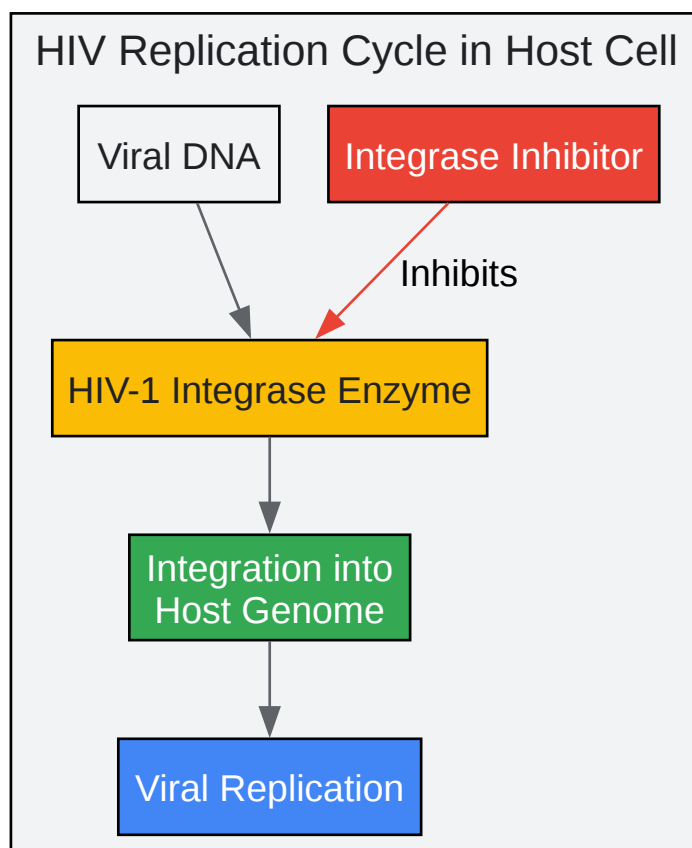 HIV Replication Cycle in Host Cell
Viral DNA
Integrase Inhibitor
Inhibits
HIV-1 Integrase Enzyme
Integration into
Host Genome
Viral Replication